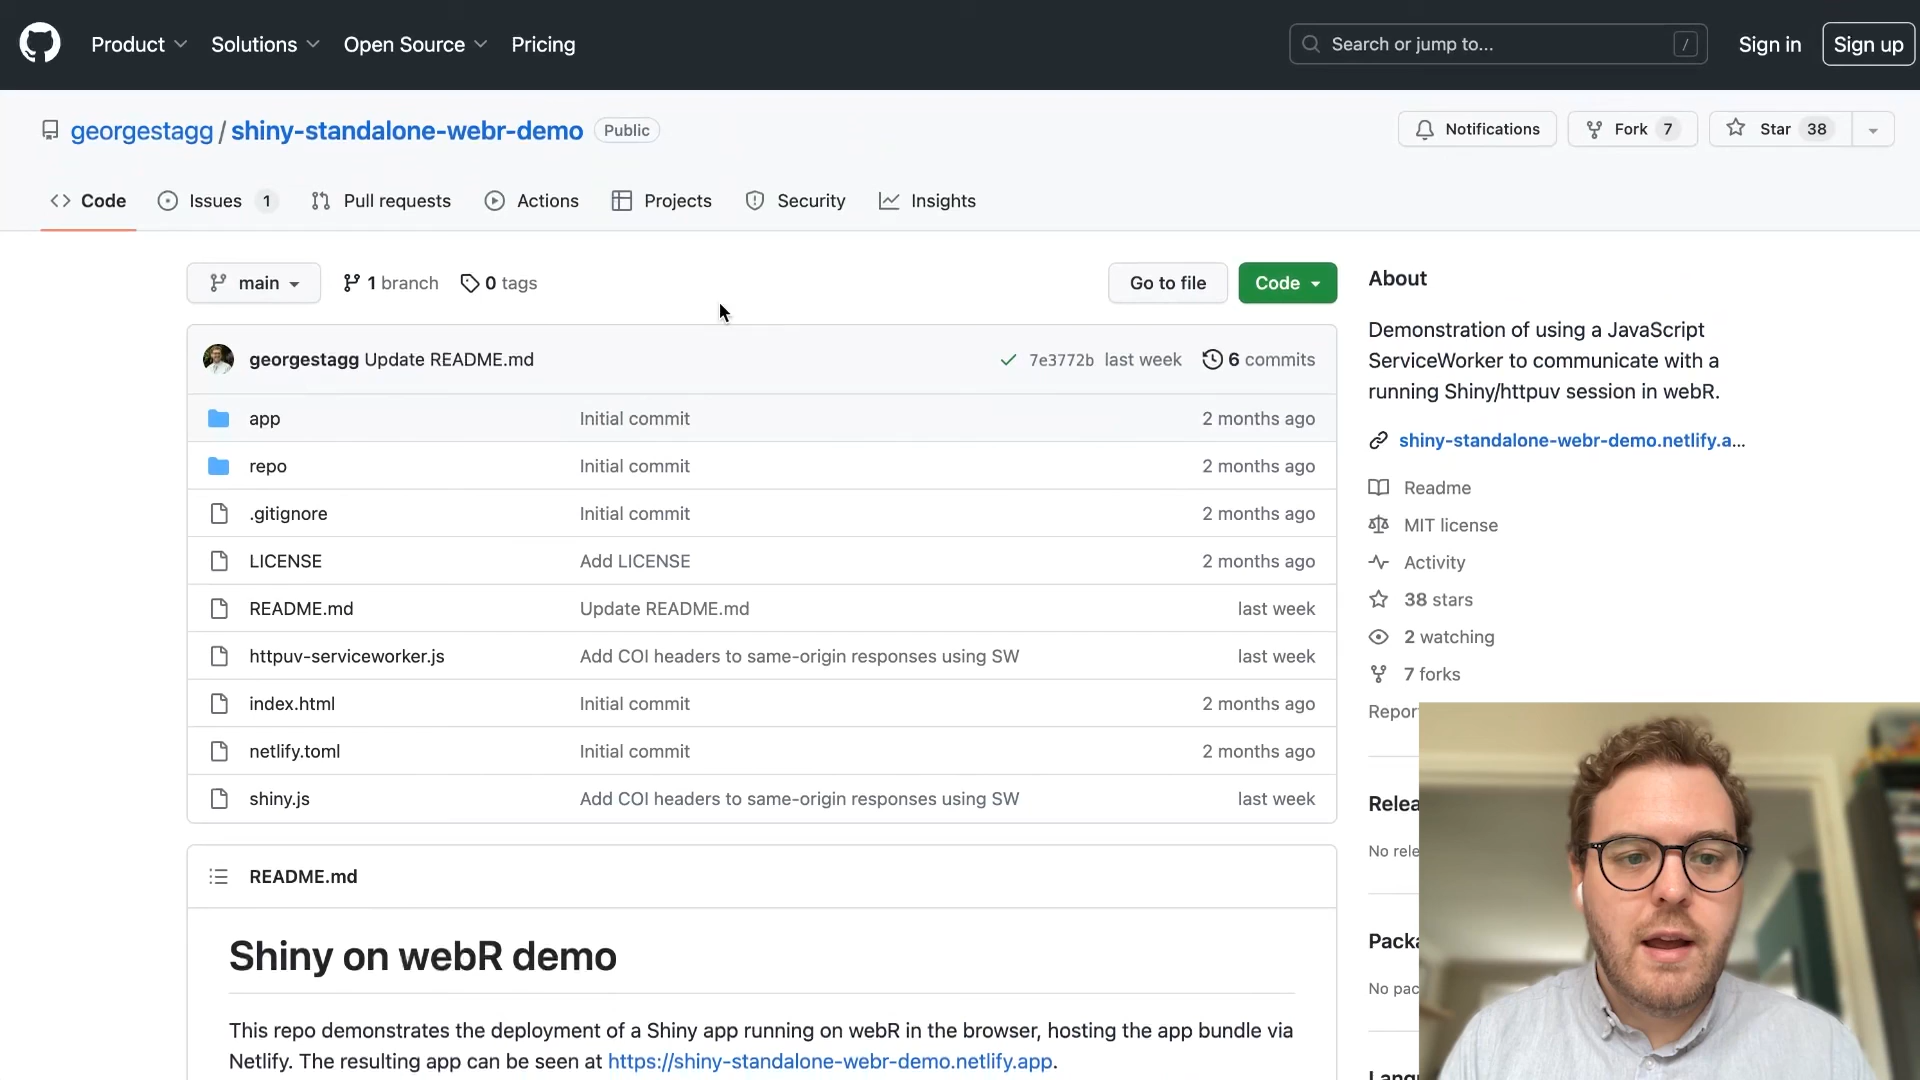 Product Solutions Open Source Pricing Search or jump to... / Sign in Sign up
georgestagg / shiny-standalone-webr-demo Public Notifications Fork 7 Star 38
Code Issues 1 Pull requests Actions Projects Security Insights
main 1 branch 0 tags Go to file Code
georgestagg Update README.md 7e3772b last week 6 commits
app Initial commit 2 months ago
repo Initial commit 2 months ago
.gitignore Initial commit 2 months ago
LICENSE Add LICENSE 2 months ago
README.md Update README.md last week
httpuv-serviceworker.js Add COI headers to same-origin responses using SW last week
index.html Initial commit 2 months ago
netlify.toml Initial commit 2 months ago
shiny.js Add COI headers to same-origin responses using SW last week
README.md
Shiny on webR demo
This repo demonstrates the deployment of a Shiny app running on webR in the browser, hosting the app bundle via
Netlify. The resulting app can be seen at https://shiny-standalone-webr-demo.netlify.app.
About
Demonstration of using a JavaScript
ServiceWorker to communicate with a
running Shiny/httpuv session in webR.
shiny-standalone-webr-demo.netlify.a...
Readme
MIT license
Activity
38 stars
2 watching
7 forks
Repor
Relea
No rele
Packa
No pac